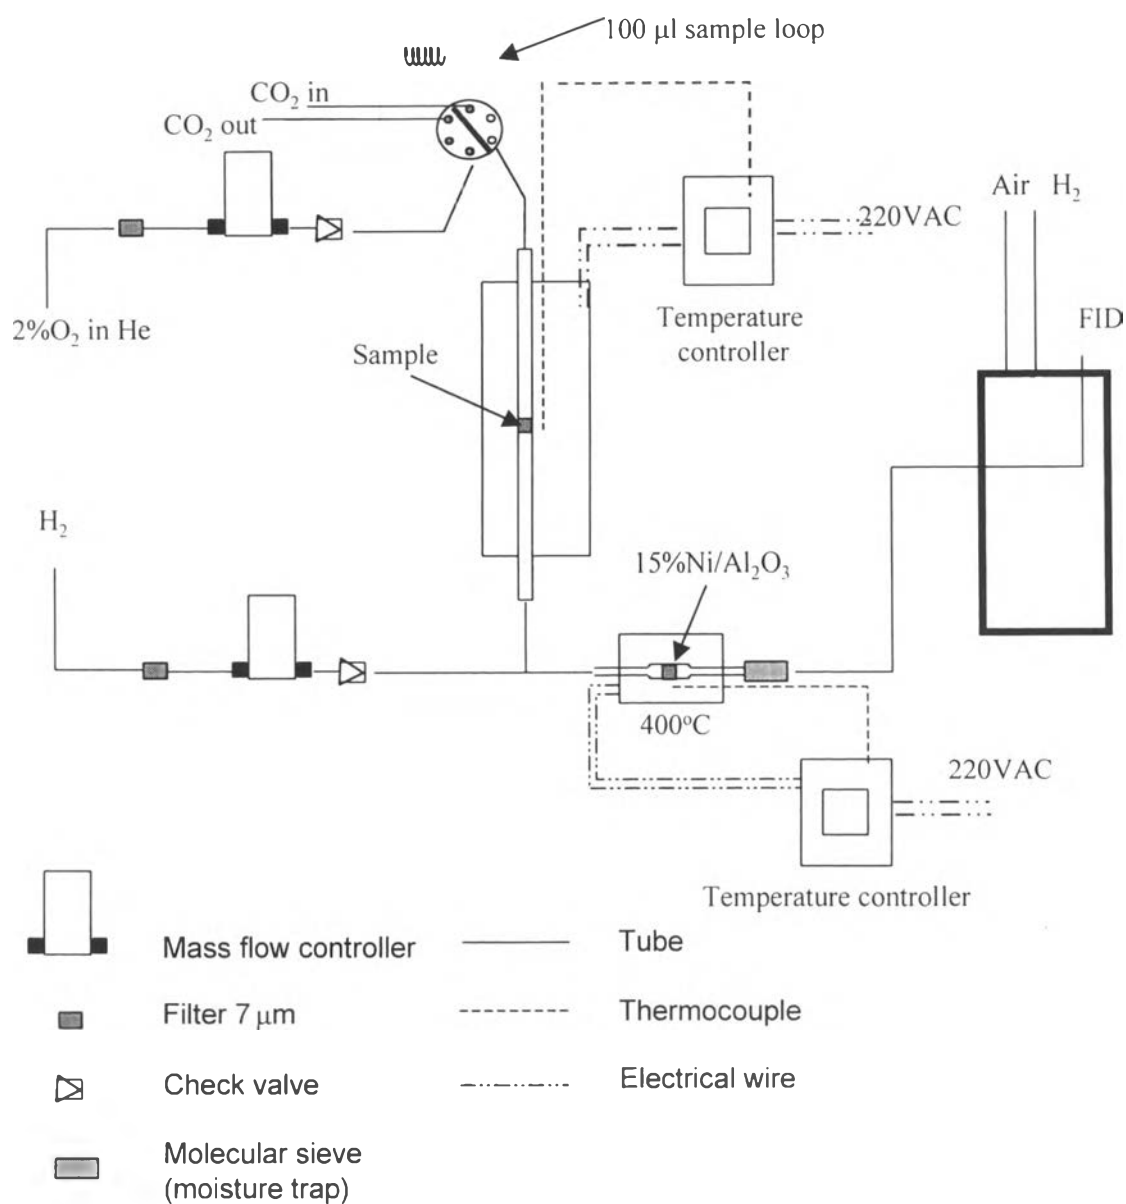 100 μl sample loop
CO₂ in
CO₂ out
Air H₂
220VAC
2%O₂ in He
Temperature
controller
FID
Sample
H₂
15%Ni/Al₂O₃
400°C
220VAC
Temperature controller
Mass flow controller
Tube
Filter 7 μm
Thermocouple
Check valve
Electrical wire
Molecular sieve
(moisture trap)